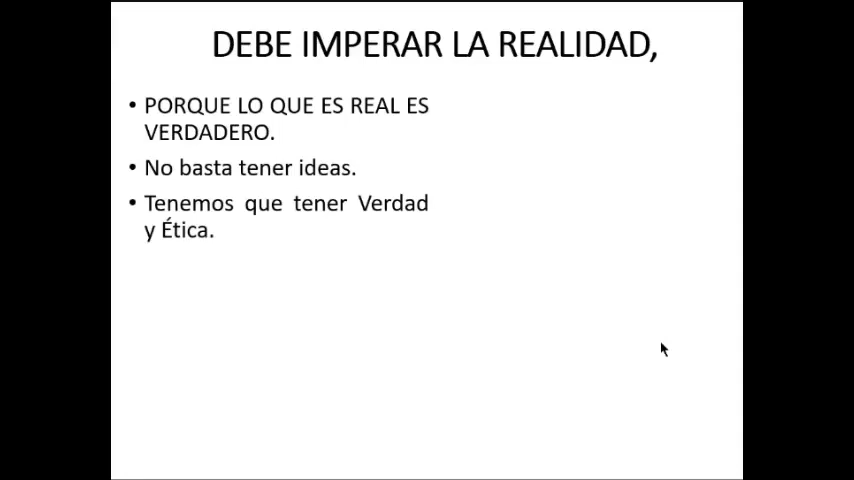 DEBE IMPERAR LA REALIDAD,
• PORQUE LO QUE ES REAL ES
VERDADERO.
• No basta tener ideas.
• Tenemos que tener Verdad
y Ética.